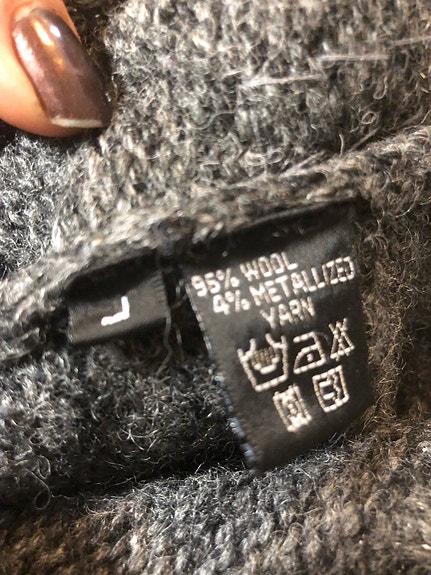 L
95% WOOL
4% METALLIZED
YARN